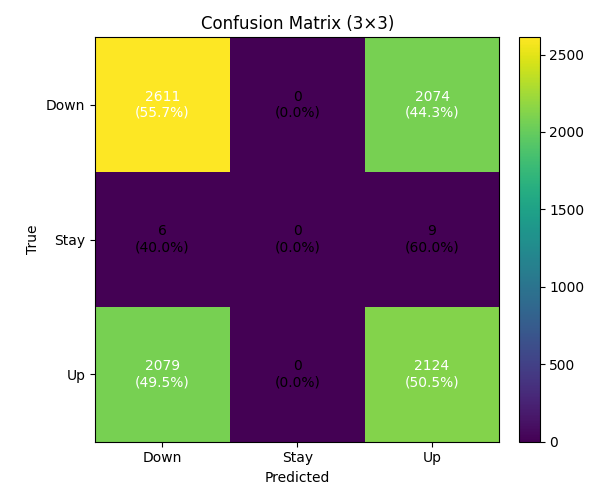 Confusion Matrix (3×3)
2611
(55.7%)
0
(0.0%)
2074
(44.3%)
6
(40.0%)
0
(0.0%)
9
(60.0%)
2079
(49.5%)
0
(0.0%)
2124
(50.5%)
Down
Stay
Up
True
Down
Stay
Up
Predicted
2500
2000
1500
1000
500
0